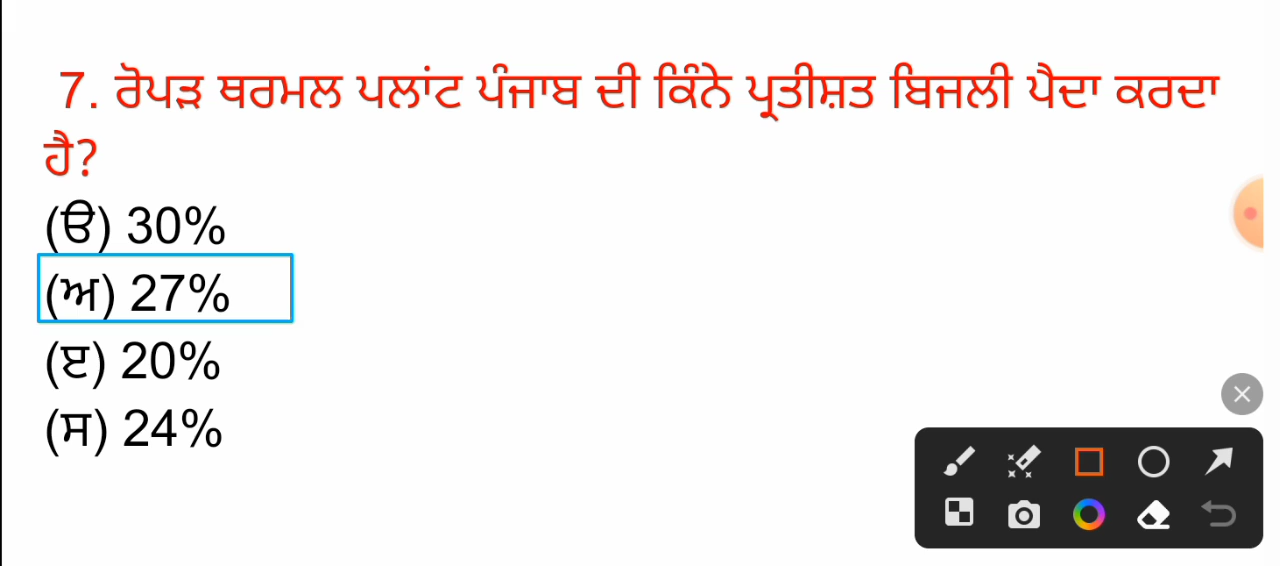 7. ਰੋਪੜ ਥਰਮਲ ਪਲਾਂਟ ਪੰਜਾਬ ਦੀ ਕਿੰਨੇ ਪ੍ਰਤੀਸ਼ਤ ਬਿਜਲੀ ਪੈਦਾ ਕਰਦਾ
ਹੈ?
(ੳ) 30%
(ਅ) 27%
(ੲ) 20%
(ਸ) 24%